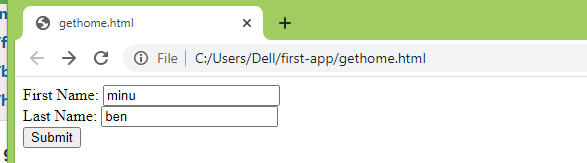 gethome.html
File C:/Users/Dell/first-app/gethome.html
First Name: minu
Last Name: ben
Submit